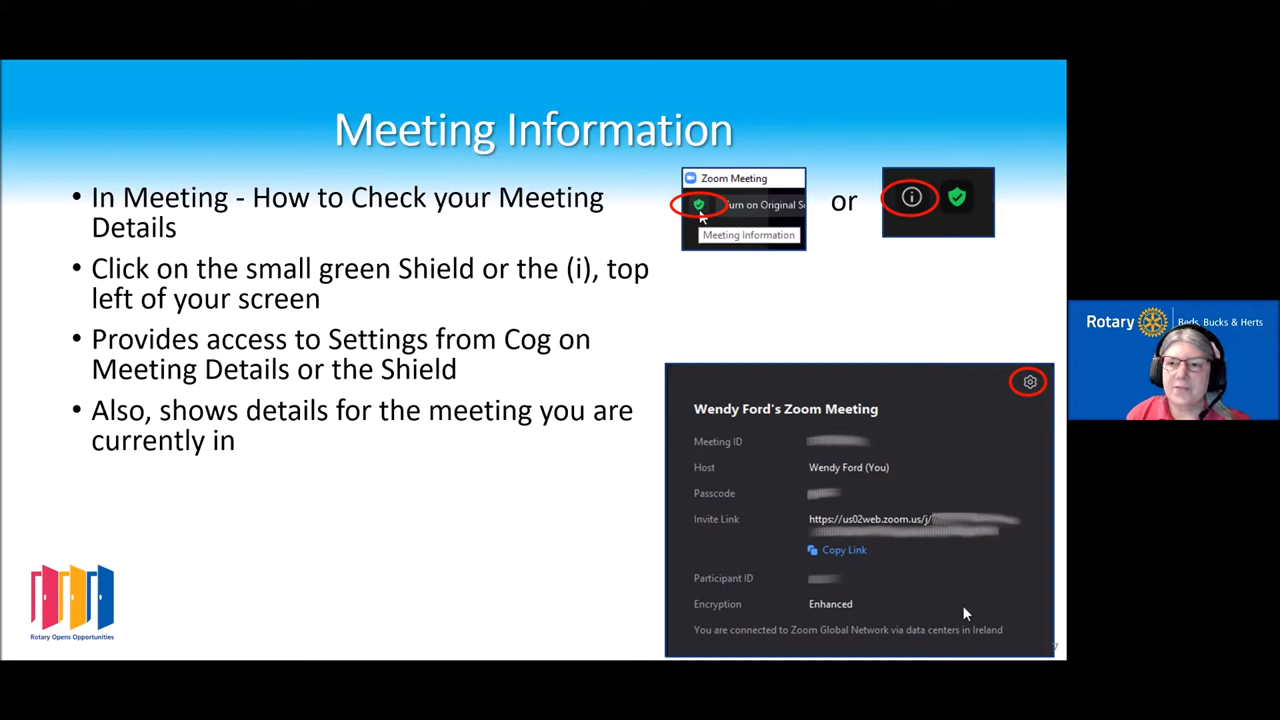 Meeting Information
• In Meeting - How to Check your Meeting
Details
• Click on the small green Shield or the (i), top
left of your screen
• Provides access to Settings from Cog on
Meeting Details or the Shield
• Also, shows details for the meeting you are
currently in
Zoom Meeting
Turn on Original S
Meeting Information
or
Wendy Ford's Zoom Meeting
Meeting ID
Host Wendy Ford (You)
Passcode
Invite Link https://us02web.zoom.us/j/
Copy Link
Participant ID
Encryption Enhanced
You are connected to Zoom Global Network via data centers in Ireland
7
Rotary Opens Opportunities
Rotary Beds, Bucks & Herts